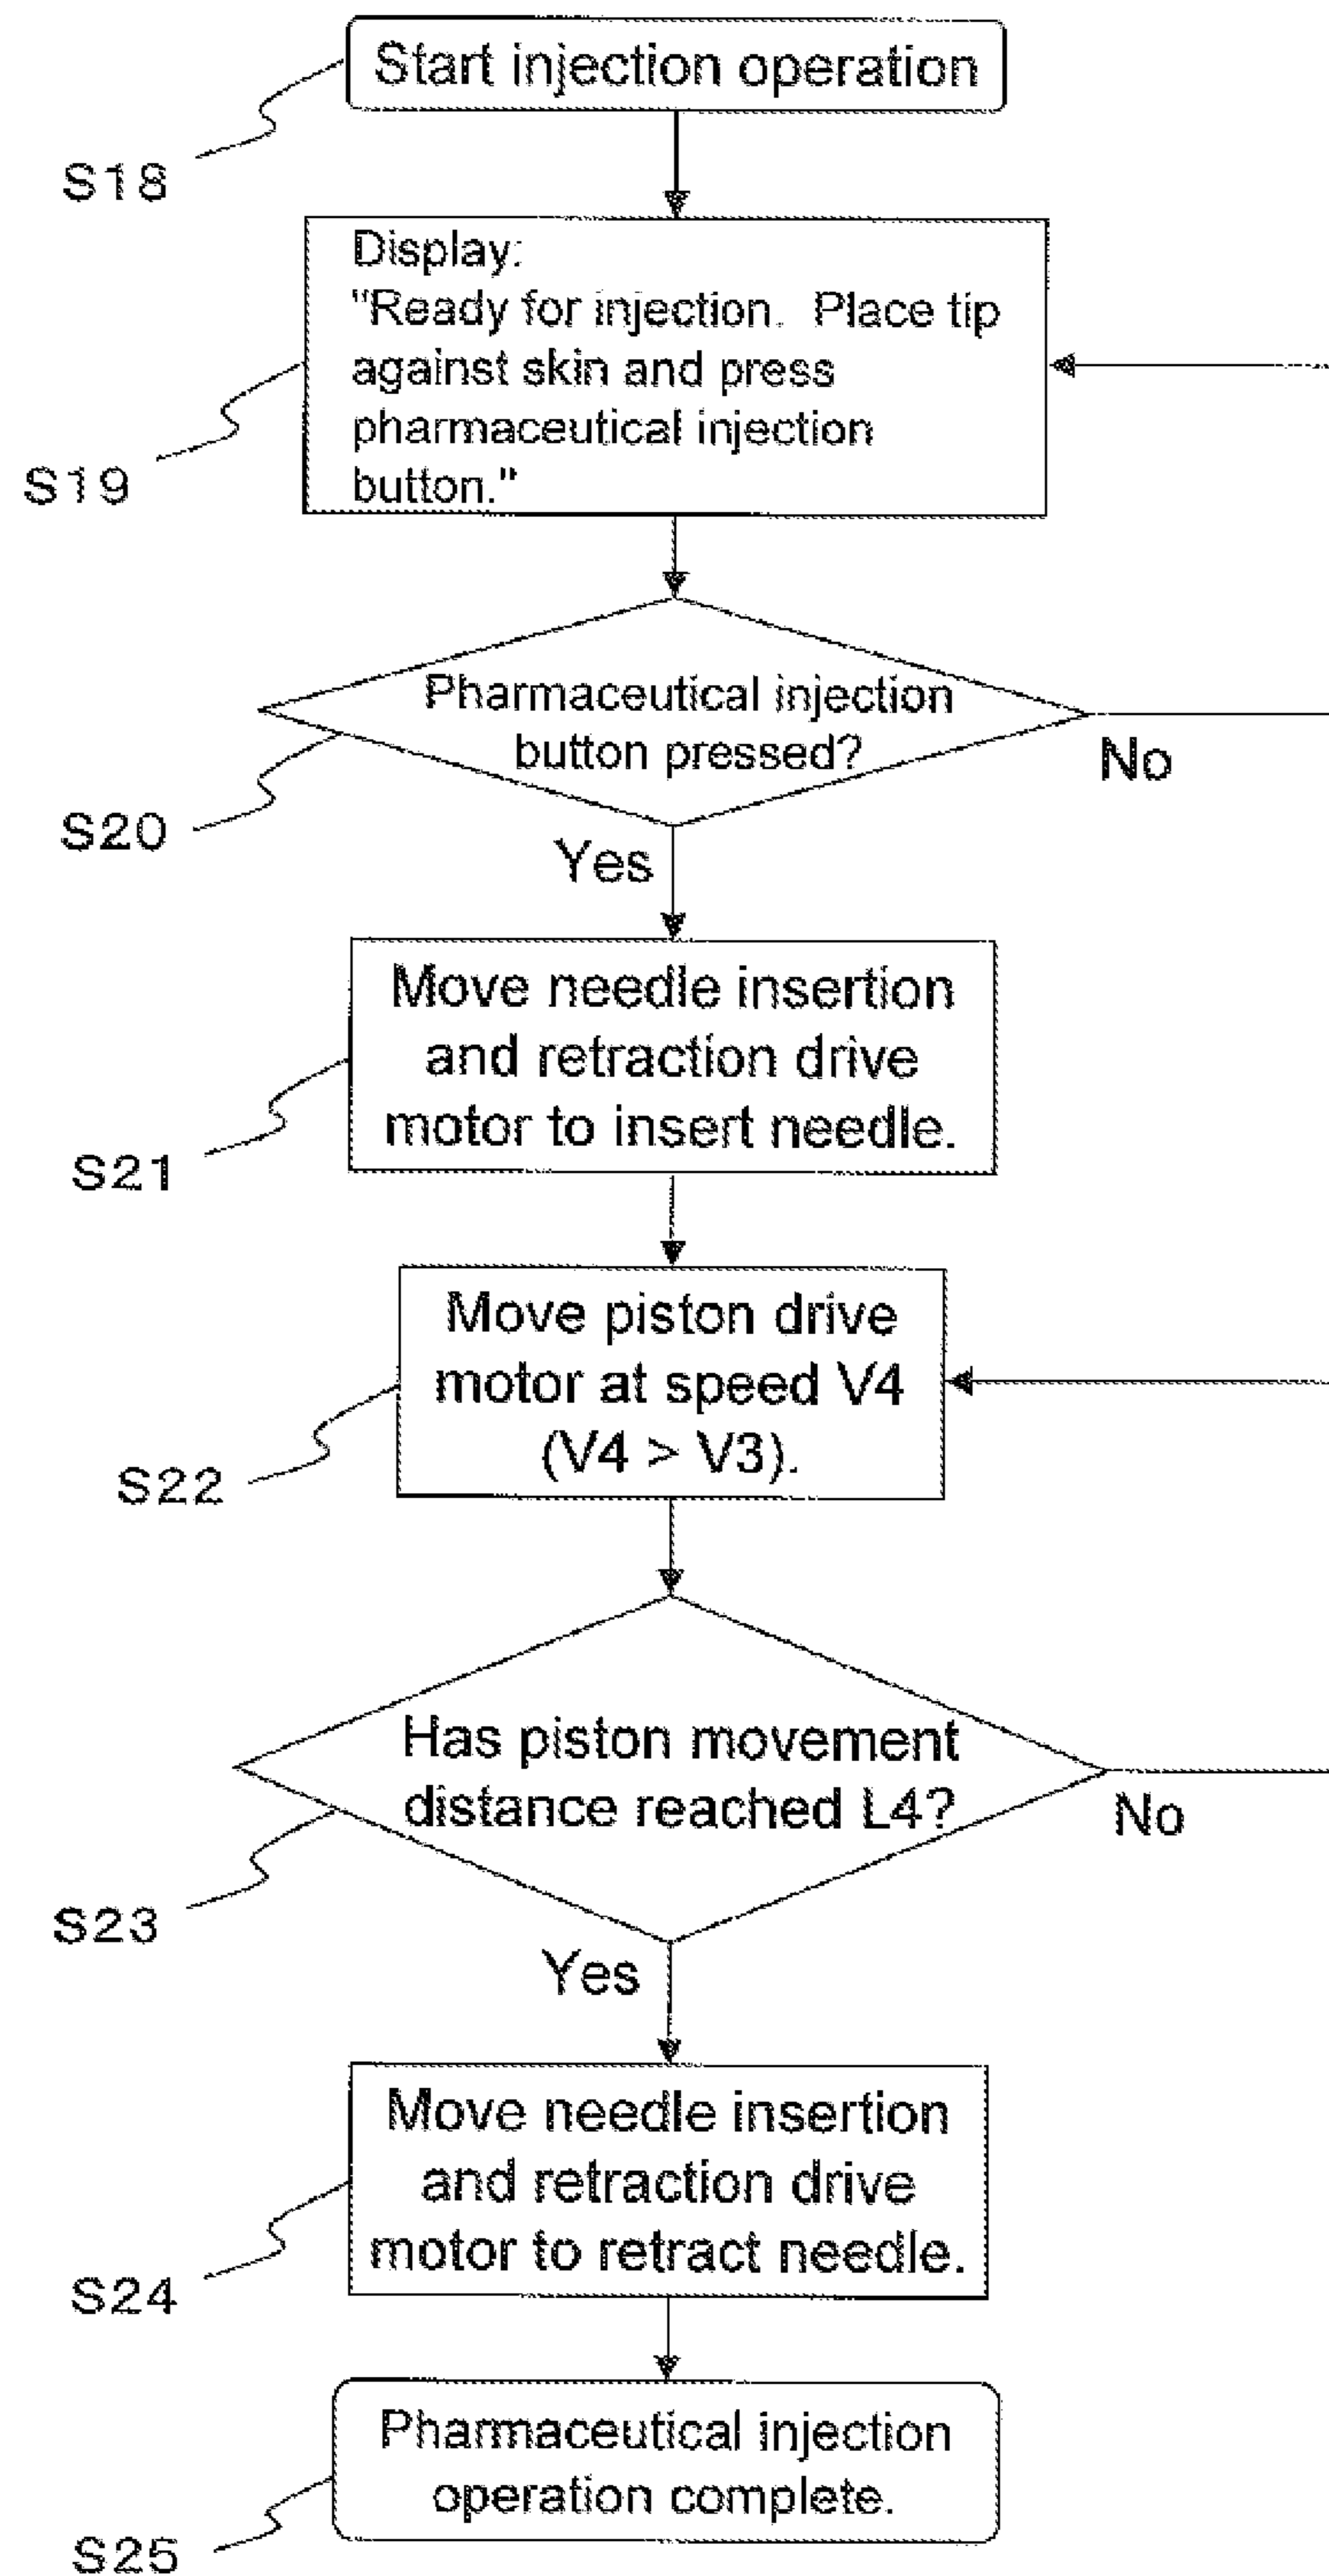 Start injection operation
S18
Display:
"Ready for injection. Place tip
against skin and press
pharmaceutical injection
button."
S19
Pharmaceutical injection
button pressed?
No
S20
Yes
Move needle insertion
and retraction drive
motor to insert needle.
S21
Move piston drive
motor at speed V4
(V4 > V3).
S22
Has piston movement
distance reached L4?
No
S23
Yes
Move needle insertion
and retraction drive
motor to retract needle.
S24
Pharmaceutical injection
operation complete.
S25